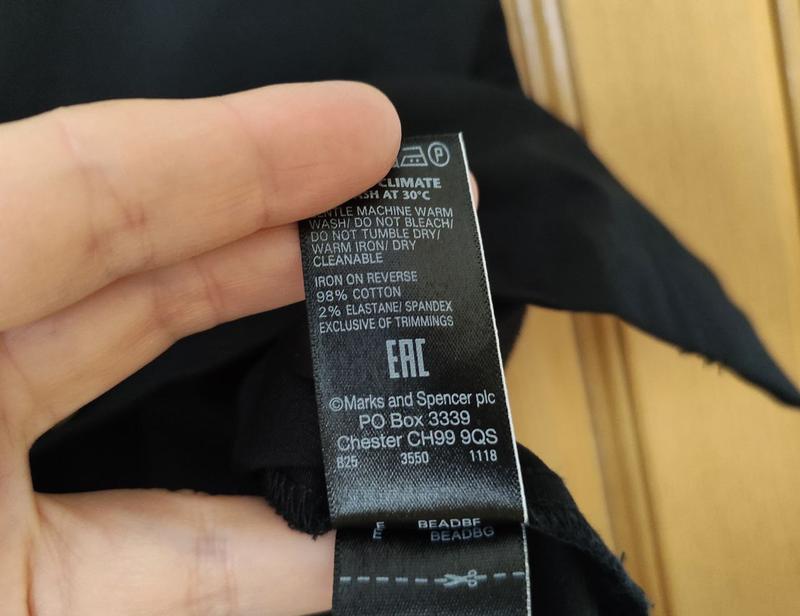 P
CLIMATE
AT 30°C
MACHINE WARM
WASH/ DO NOT BLEACH/
DO NOT TUMBLE DRY/
WARM IRON/ DRY
CLEANABLE
IRON ON REVERSE
98% COTTON
2% ELASTANE/ SPANDEX
EXCLUSIVE OF TRIMMINGS
EAC
©Marks and Spencer plc
PO Box 3339
Chester CH99 9QS
B25 3550 1118
E BEADBF
E BEADBG